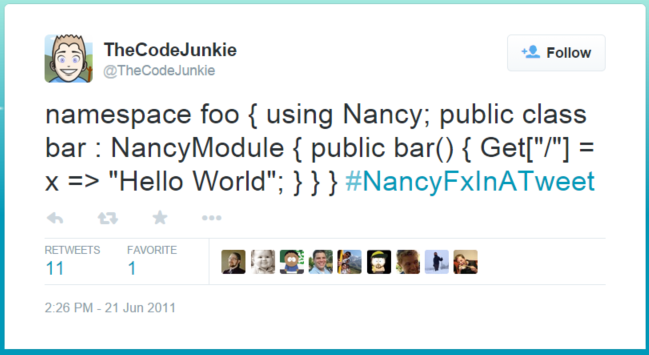 TheCodeJunkie
@TheCodeJunkie
Follow
namespace foo { using Nancy; public class
bar : NancyModule { public bar() { Get["/"] =
x => "Hello World"; } } } #NancyFxInATweet
RETWEETS FAVORITE
11 1
2:26 PM - 21 Jun 2011